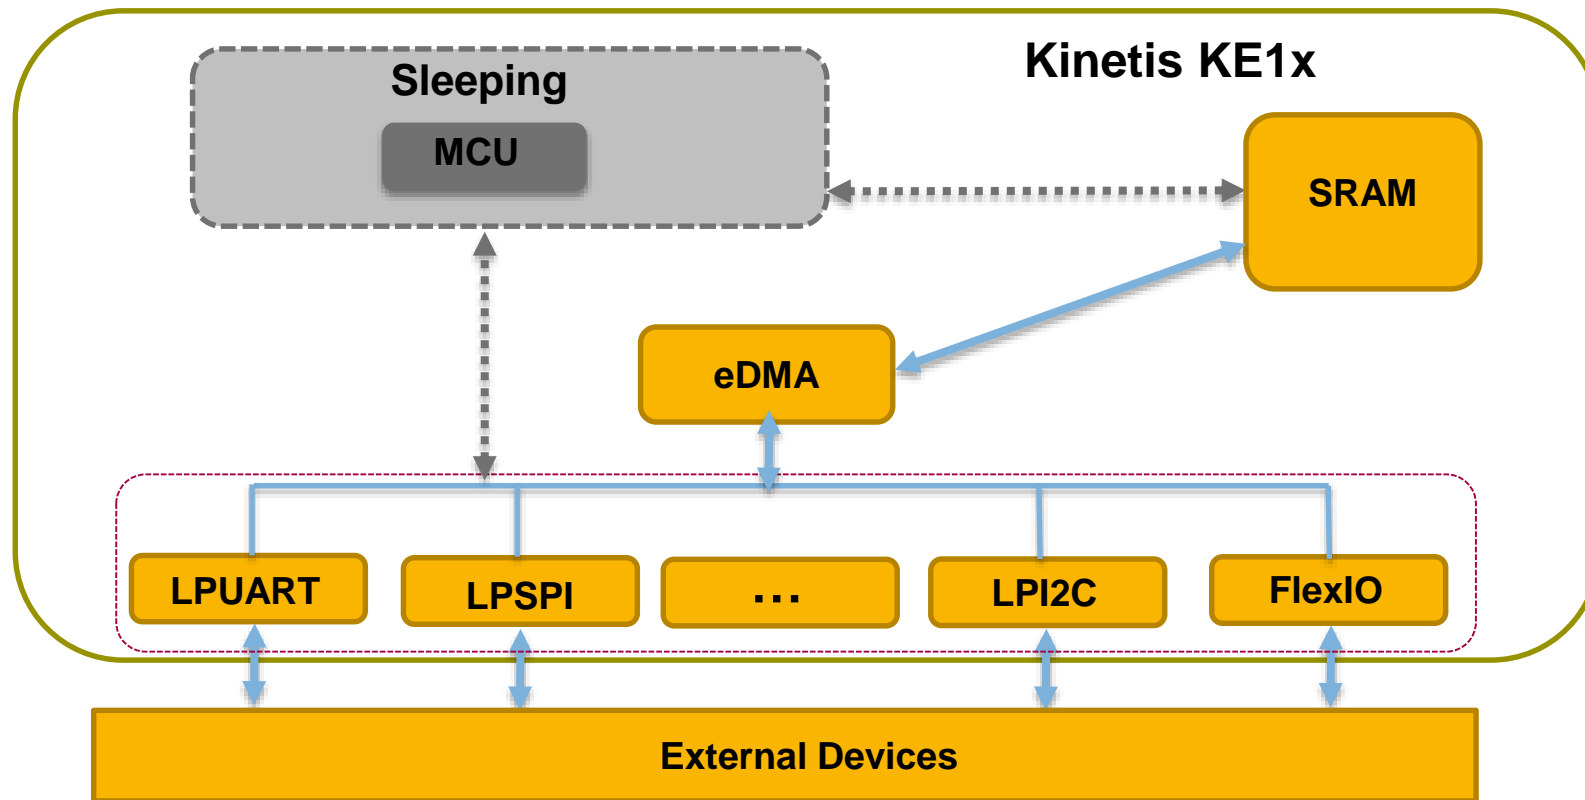 Kinetis KE1x
Sleeping
MCU
SRAM
eDMA
LPUART
LPSPI
...
LPI2C
FlexIO
External Devices